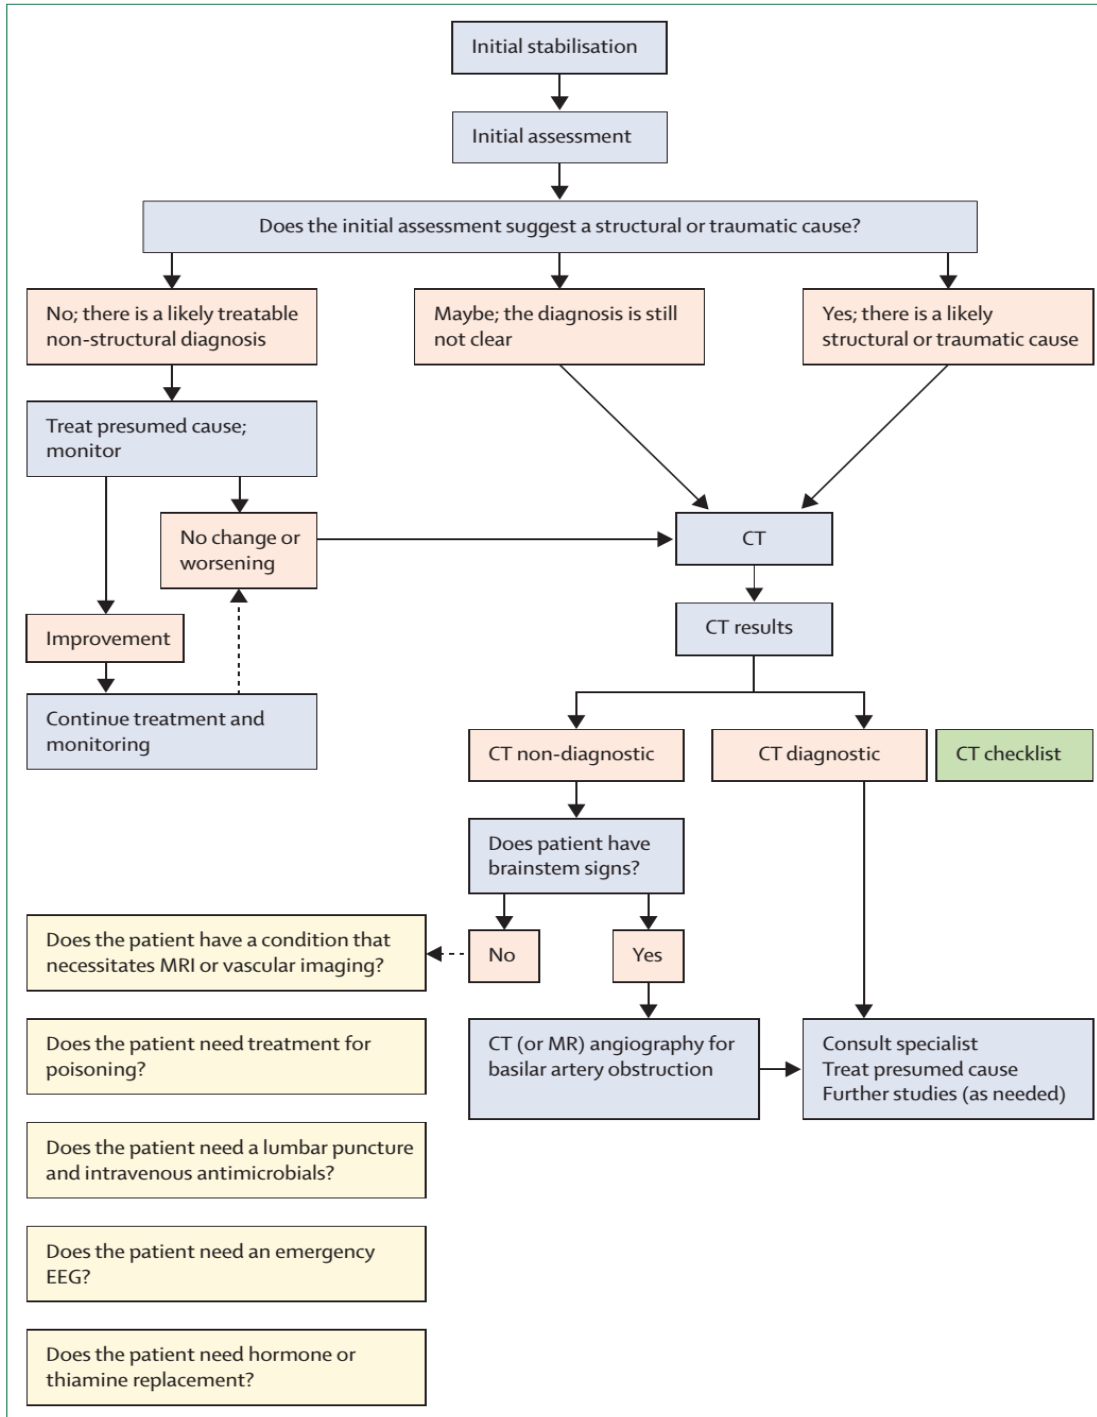 Initial stabilisation
Initial assessment
Does the initial assessment suggest a structural or traumatic cause?
No; there is a likely treatable
non-structural diagnosis
Maybe; the diagnosis is still
not clear
Yes; there is a likely
structural or traumatic cause
Treat presumed cause;
monitor
No change or
worsening
CT
Improvement
CT results
Continue treatment and
monitoring
CT non-diagnostic
CT diagnostic
CT checklist
Does patient have
brainstem signs?
No
Yes
Does the patient have a condition that
necessitates MRI or vascular imaging?
CT (or MR) angiography for
basilar artery obstruction
Consult specialist
Treat presumed cause
Further studies (as needed)
Does the patient need treatment for
poisoning?
Does the patient need a lumbar puncture
and intravenous antimicrobials?
Does the patient need an emergency
EEG?
Does the patient need hormone or
thiamine replacement?